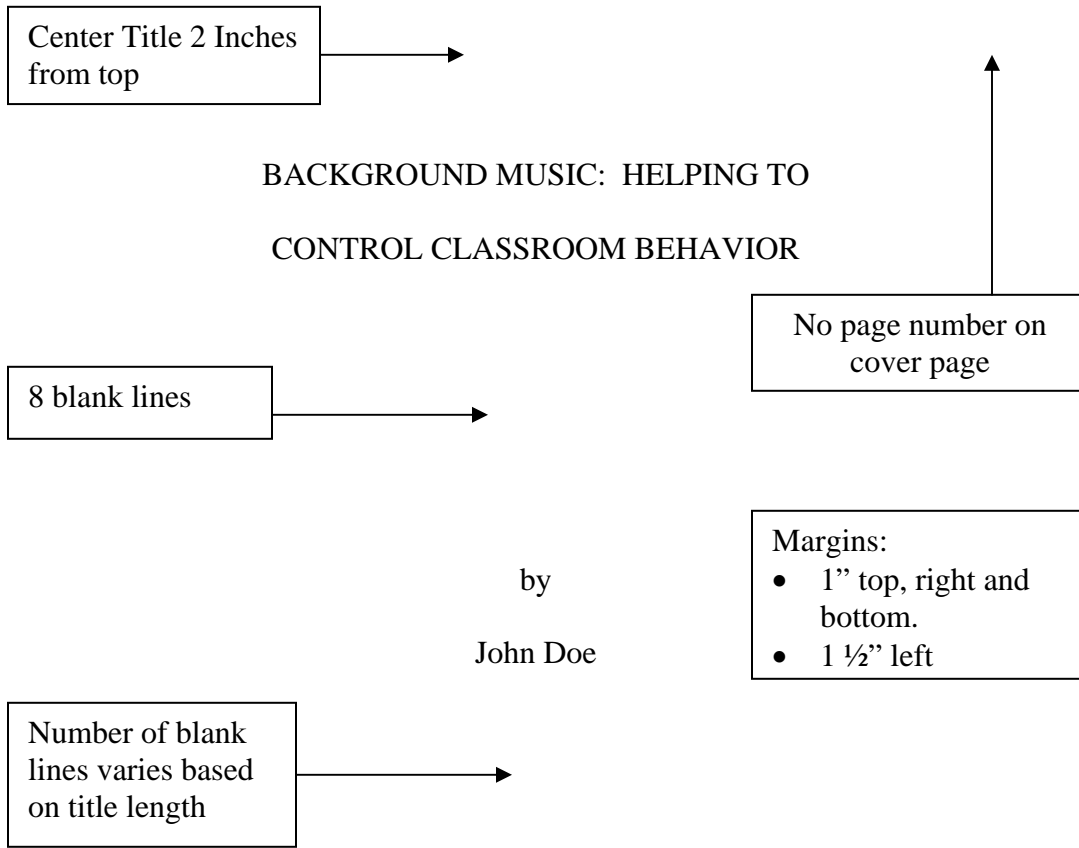 Center Title 2 Inches
from top
BACKGROUND MUSIC:  HELPING TO
CONTROL CLASSROOM BEHAVIOR
No page number on
cover page
8 blank lines
Margins:
• 1” top, right and
bottom.
• 1 ½” left
by
John Doe
Number of blank
lines varies based
on title length